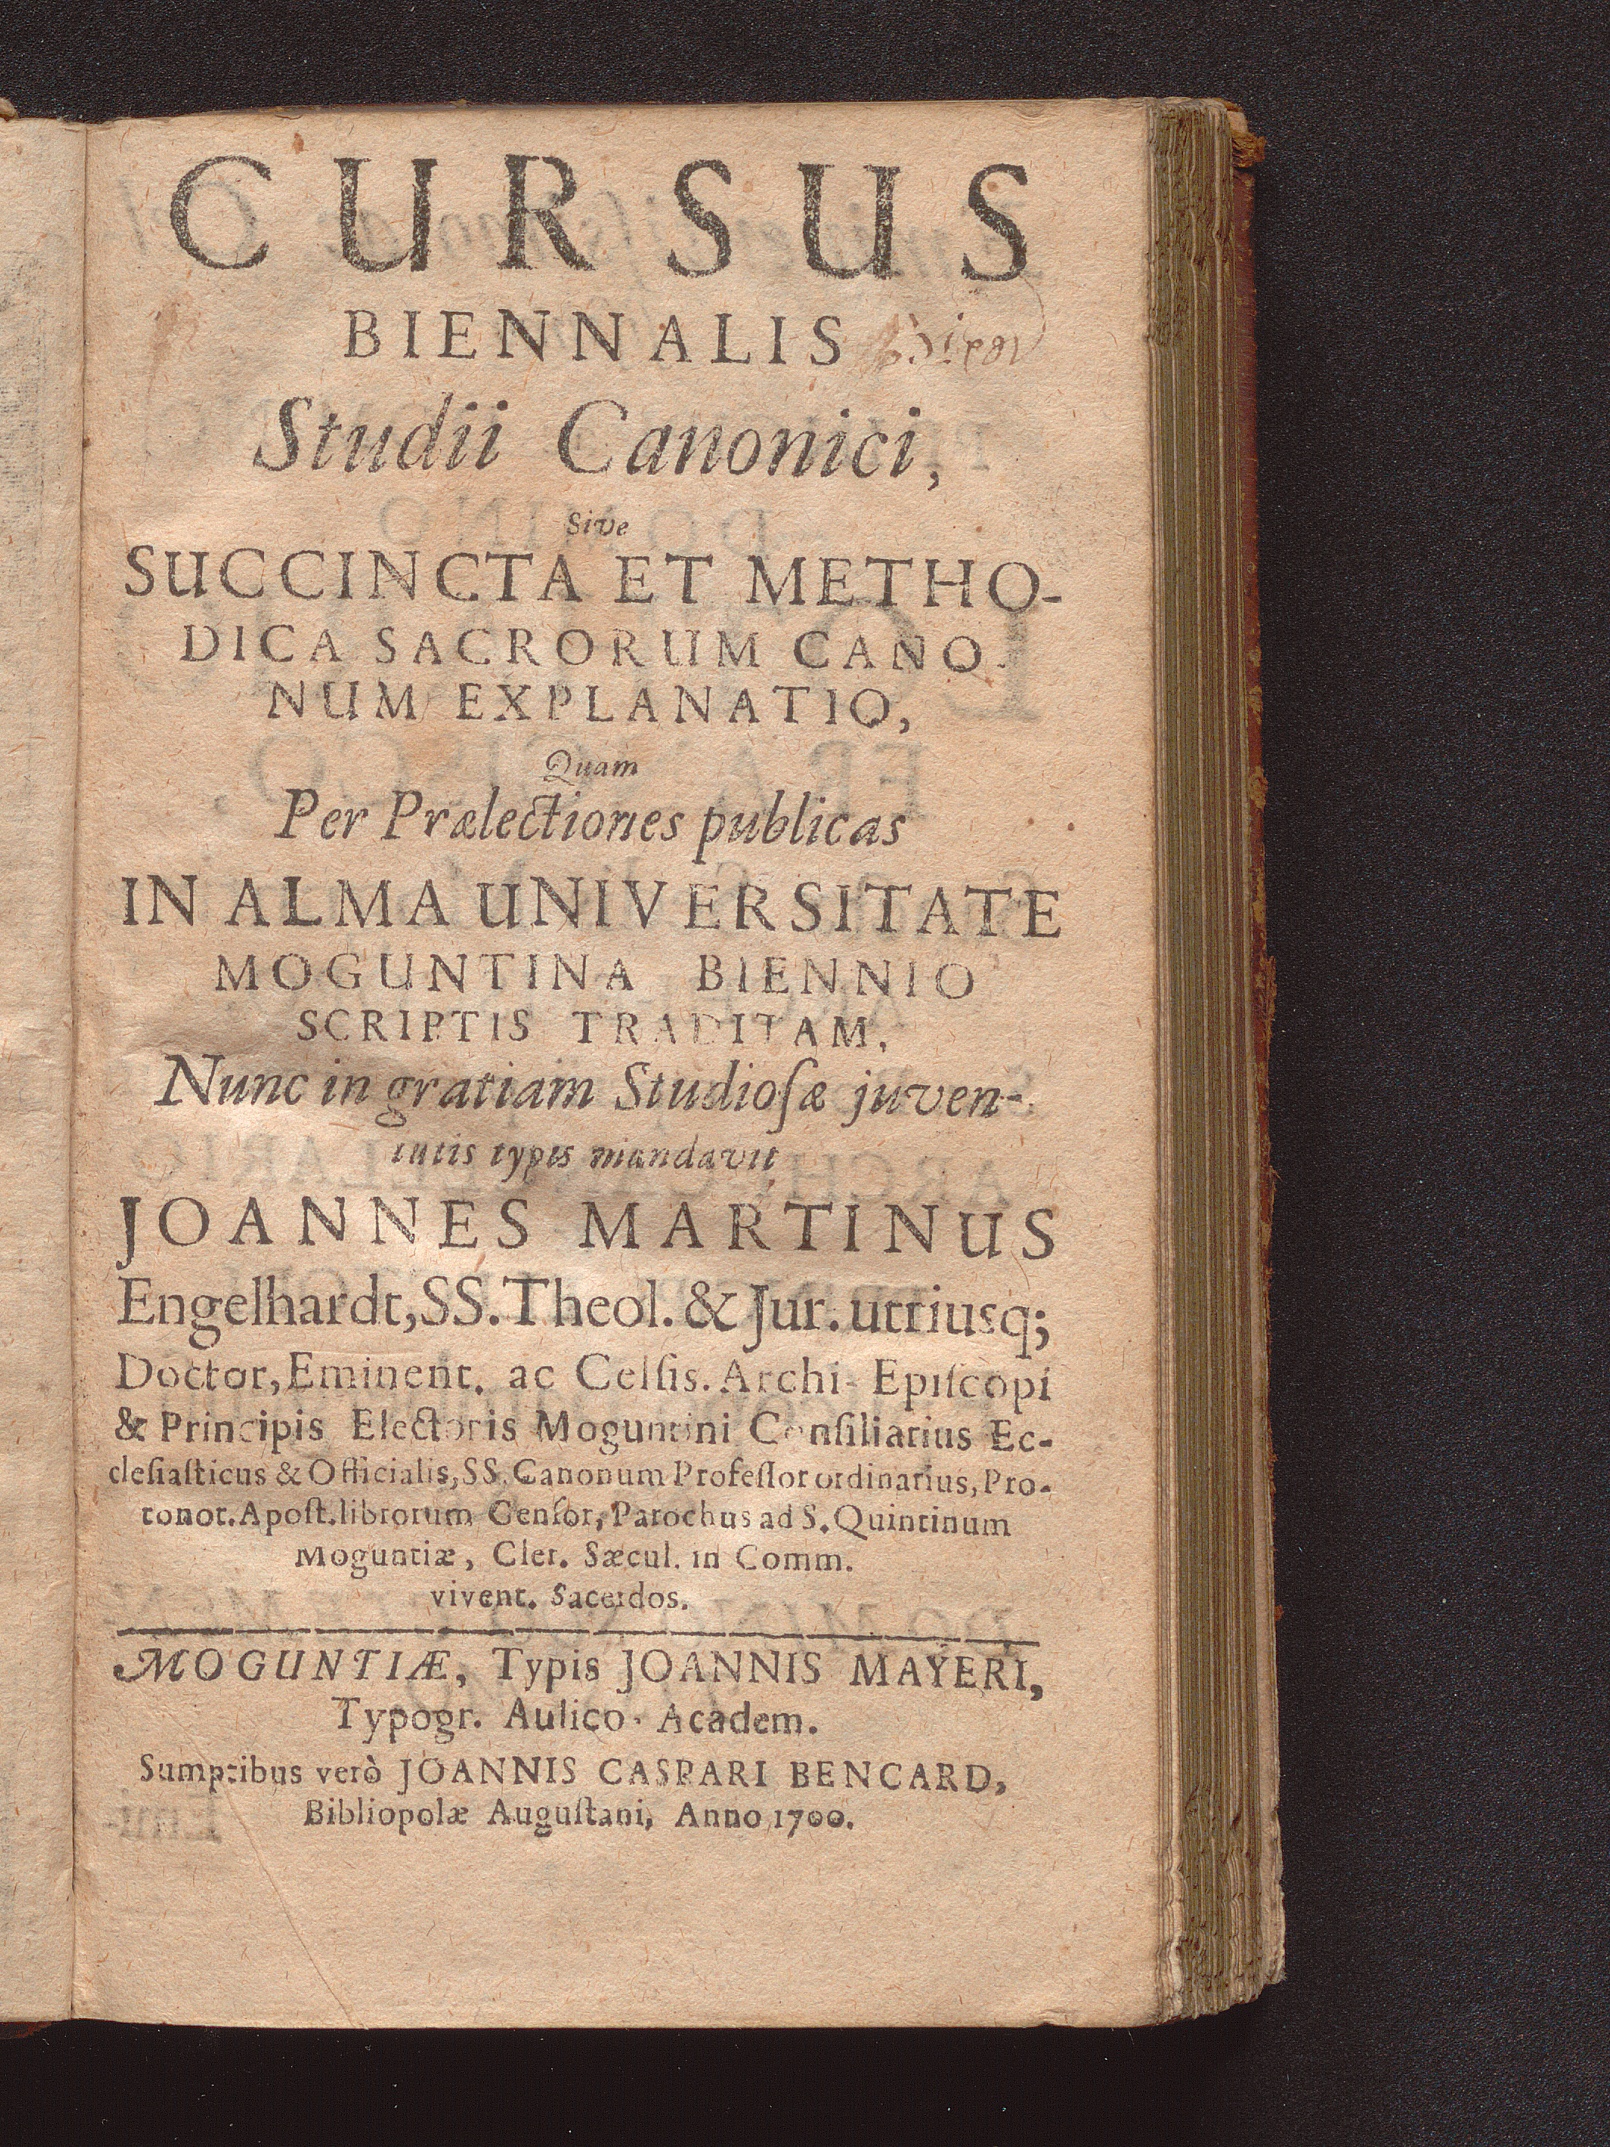 CURSUS
BIENNALIS
Studii Canonici,
Sive
SUCCINCTA ET METHO-
DICA SACRORUM CANO-
NUM EXPLANATIO,
Quam
Per Prælectiones publicas
IN ALMA UNIVERSITATE
MOGUNTINA BIENNIO
SCRIPTIS TRADITAM,
Nunc in gratiam Studioſæ juven-
tutis typis mandavit
JOANNES MARTINUS
Engelhardt, SS. Theol. & Jur. utriusq;
Doctor, Eminent. ac Celſis. Archi-Epiſcopi
& Principis Electoris Moguntini Conſiliarius Ec-
cleſiaſticus & Officialis, SS. Canonum Profeſſor ordinarius, Pro-
tonot. Apoſt. librorum Cenſor, Parochus ad S. Quintinum
Moguntiæ, Cler. Sæcul. in Comm.
vivent. Sacerdos.
MOGUNTIÆ, Typis JOANNIS MAYERI,
Typogr. Aulico-Academ.
Sumptibus verò JOANNIS CASPARI BENCARD,
Bibliopolæ Auguſtani, Anno 1700.